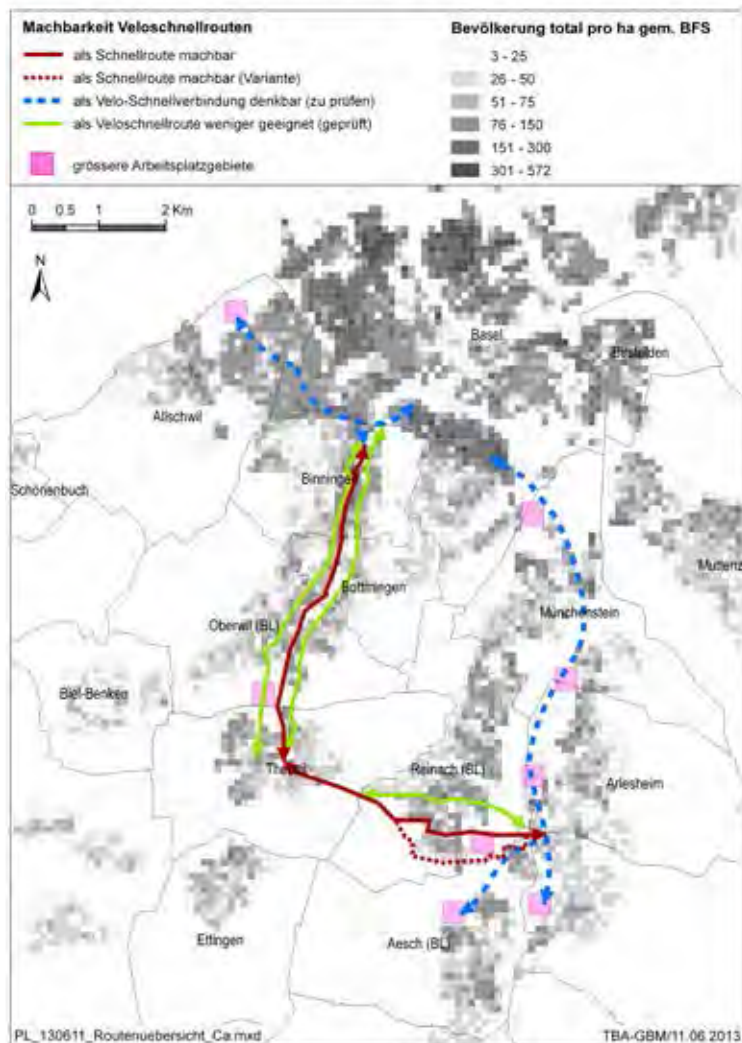 Machbarkeit Veloschnellrouten
als Schnellroute machbar
als Schnellroute machbar (Variante)
als Velo-Schnellverbindung denkbar (zu prüfen)
als Veloschnellroute weniger geeignet (geprüft)
grössere Arbeitsplatzgebiete
Bevölkerung total pro ha gem. BFS
3 - 25
26 - 50
51 - 75
76 - 150
151 - 300
301 - 572
0 0.5 1 2 Km
N
Basel
Birsfelden
Allschwil
Schönenbuch
Binningen
Muttenz
Bottmingen
Münchenstein
Oberwil (BL)
Biel-Benken
Therwil
Reinach (BL)
Arlesheim
Ettingen
Aesch (BL)
PL_130611_Routenuebersicht_Ca.mxd
TBA-GBM/11.06.2013